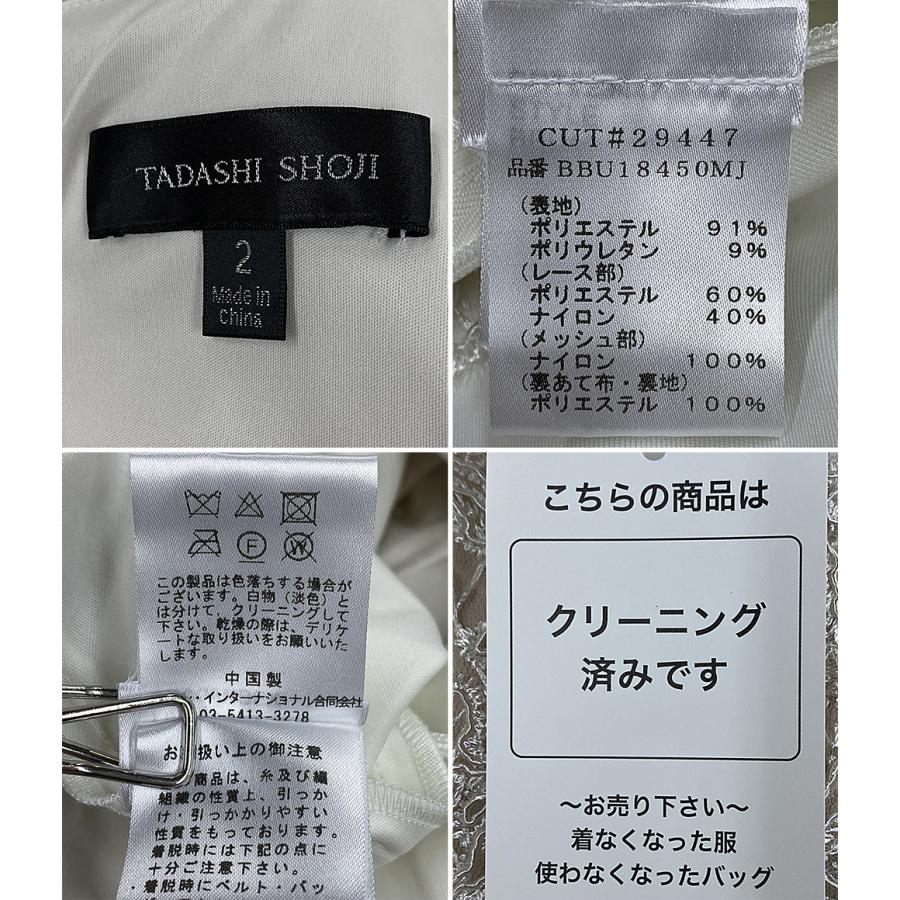 TADASHI SHOJI
2
Made in
China
CUT#29447
品番 BBU18450MJ
(表地)
ポリエステル 91%
ポリウレタン 9%
(レース部)
ポリエステル 60%
ナイロン 40%
(メッシュ部)
ナイロン 100%
(裏あて布・裏地)
ポリエステル 100%
F
W
この製品は色落ちする場合が
ございます。白物(淡色)と
は分けて、クリーニングして
下さい。乾燥の際は、デリケ
ートな取り扱いをお願いいた
します。
中国製
インターナショナル合同会社
03-5413-3278
お取扱い上の御注意
商品は、糸及び繊
組織の性質上、引っか
け・引っかかりやすい
性質をもっております。
着脱時には下記の点に
十分ご注意下さい。
・着脱時にベルト・バッ
こちらの商品は
クリーニング
済みです
〜お売り下さい〜
着なくなった服
使わなくなったバッグ